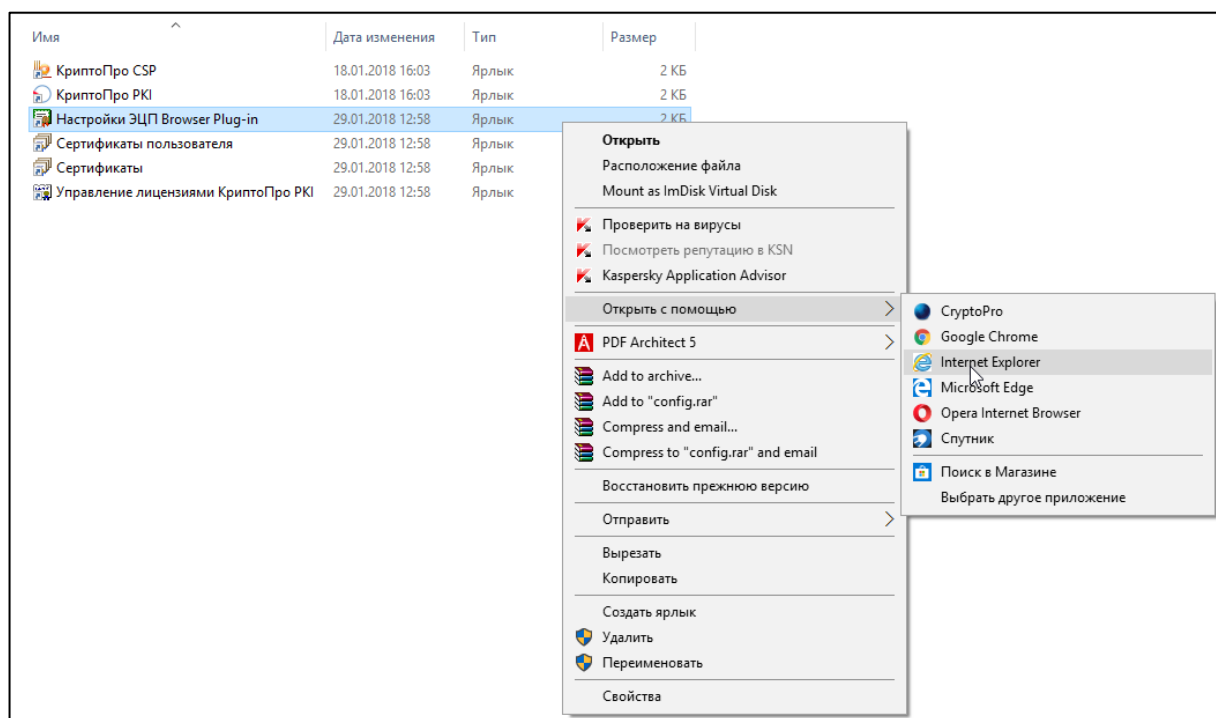 Имя Дата изменения Тип Размер
КриптоПро CSP 18.01.2018 16:03 Ярлык 2 КБ
КриптоПро PKI 18.01.2018 16:03 Ярлык 2 КБ
Настройки ЭЦП Browser Plug-in 29.01.2018 12:58 Ярлык 2 КБ
Сертификаты пользователя 29.01.2018 12:58 Ярлык
Сертификаты 29.01.2018 12:58 Ярлык
Управление лицензиями КриптоПро PKI 29.01.2018 12:58 Ярлык
Открыть
Расположение файла
Mount as ImDisk Virtual Disk
Проверить на вирусы
Посмотреть репутацию в KSN
Kaspersky Application Advisor
Открыть с помощью
PDF Architect 5
Add to archive...
Add to "config.rar"
Compress and email...
Compress to "config.rar" and email
Восстановить прежнюю версию
Отправить
Вырезать
Копировать
Создать ярлык
Удалить
Переименовать
Свойства
CryptoPro
Google Chrome
Internet Explorer
Microsoft Edge
Opera Internet Browser
Спутник
Поиск в Магазине
Выбрать другое приложение